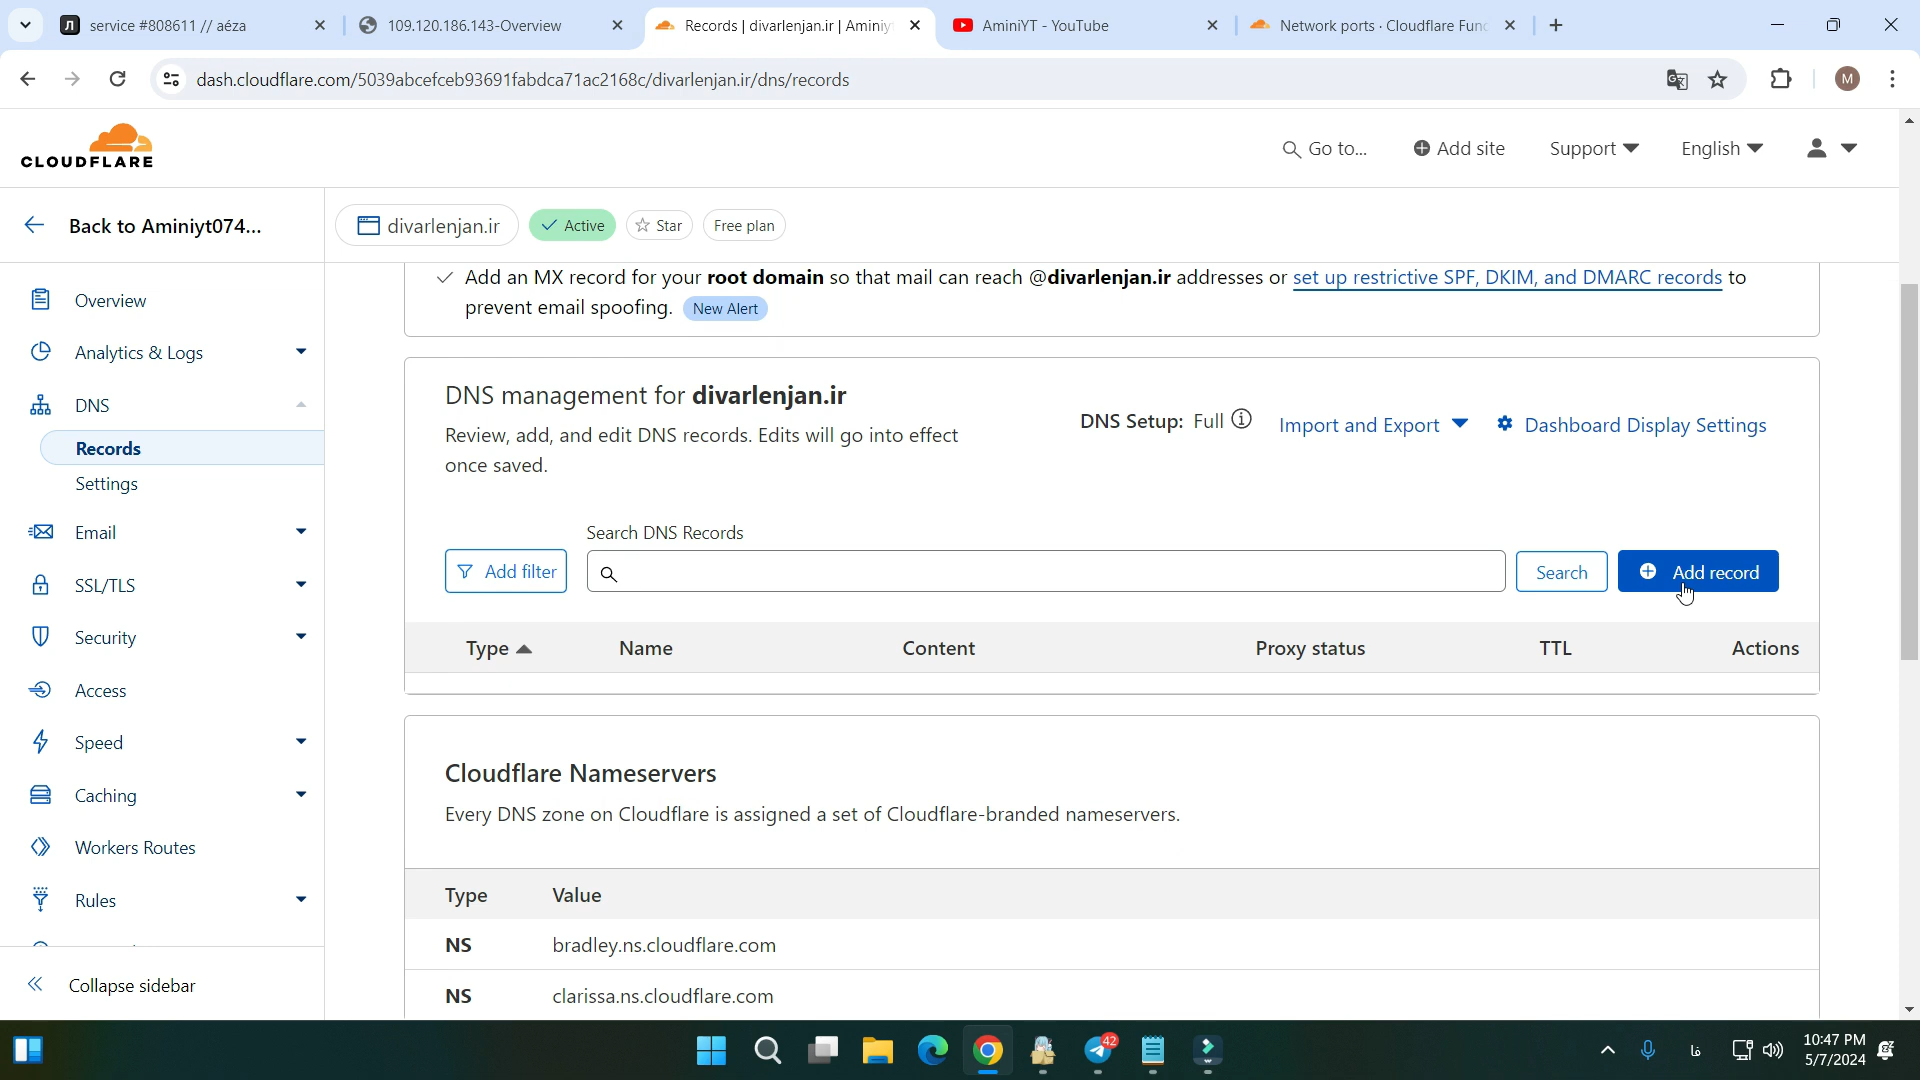 service #808611 // aéza
109.120.186.143-Overview
Records | divarlenjan.ir | Aminiy
AminiYT - YouTube
Network ports · Cloudflare Func
dash.cloudflare.com/5039abcefceb93691fabdca71ac2168c/divarlenjan.ir/dns/records
M
CLOUDFLARE
Go to...
Add site
Support
English
Back to Aminiyt074...
divarlenjan.ir
Active
Star
Free plan
Overview
Analytics & Logs
DNS
Records
Settings
Email
SSL/TLS
Security
Access
Speed
Caching
Workers Routes
Rules
Collapse sidebar
Add an MX record for your root domain so that mail can reach @divarlenjan.ir addresses or set up restrictive SPF, DKIM, and DMARC records to
prevent email spoofing. New Alert
DNS management for divarlenjan.ir
Review, add, and edit DNS records. Edits will go into effect
once saved.
DNS Setup: Full
Import and Export
Dashboard Display Settings
Search DNS Records
Add filter
Search
Add record
Type Name Content Proxy status TTL Actions
Cloudflare Nameservers
Every DNS zone on Cloudflare is assigned a set of Cloudflare-branded nameservers.
Type Value
NS bradley.ns.cloudflare.com
NS clarissa.ns.cloudflare.com
42
فا
10:47 PM
5/7/2024